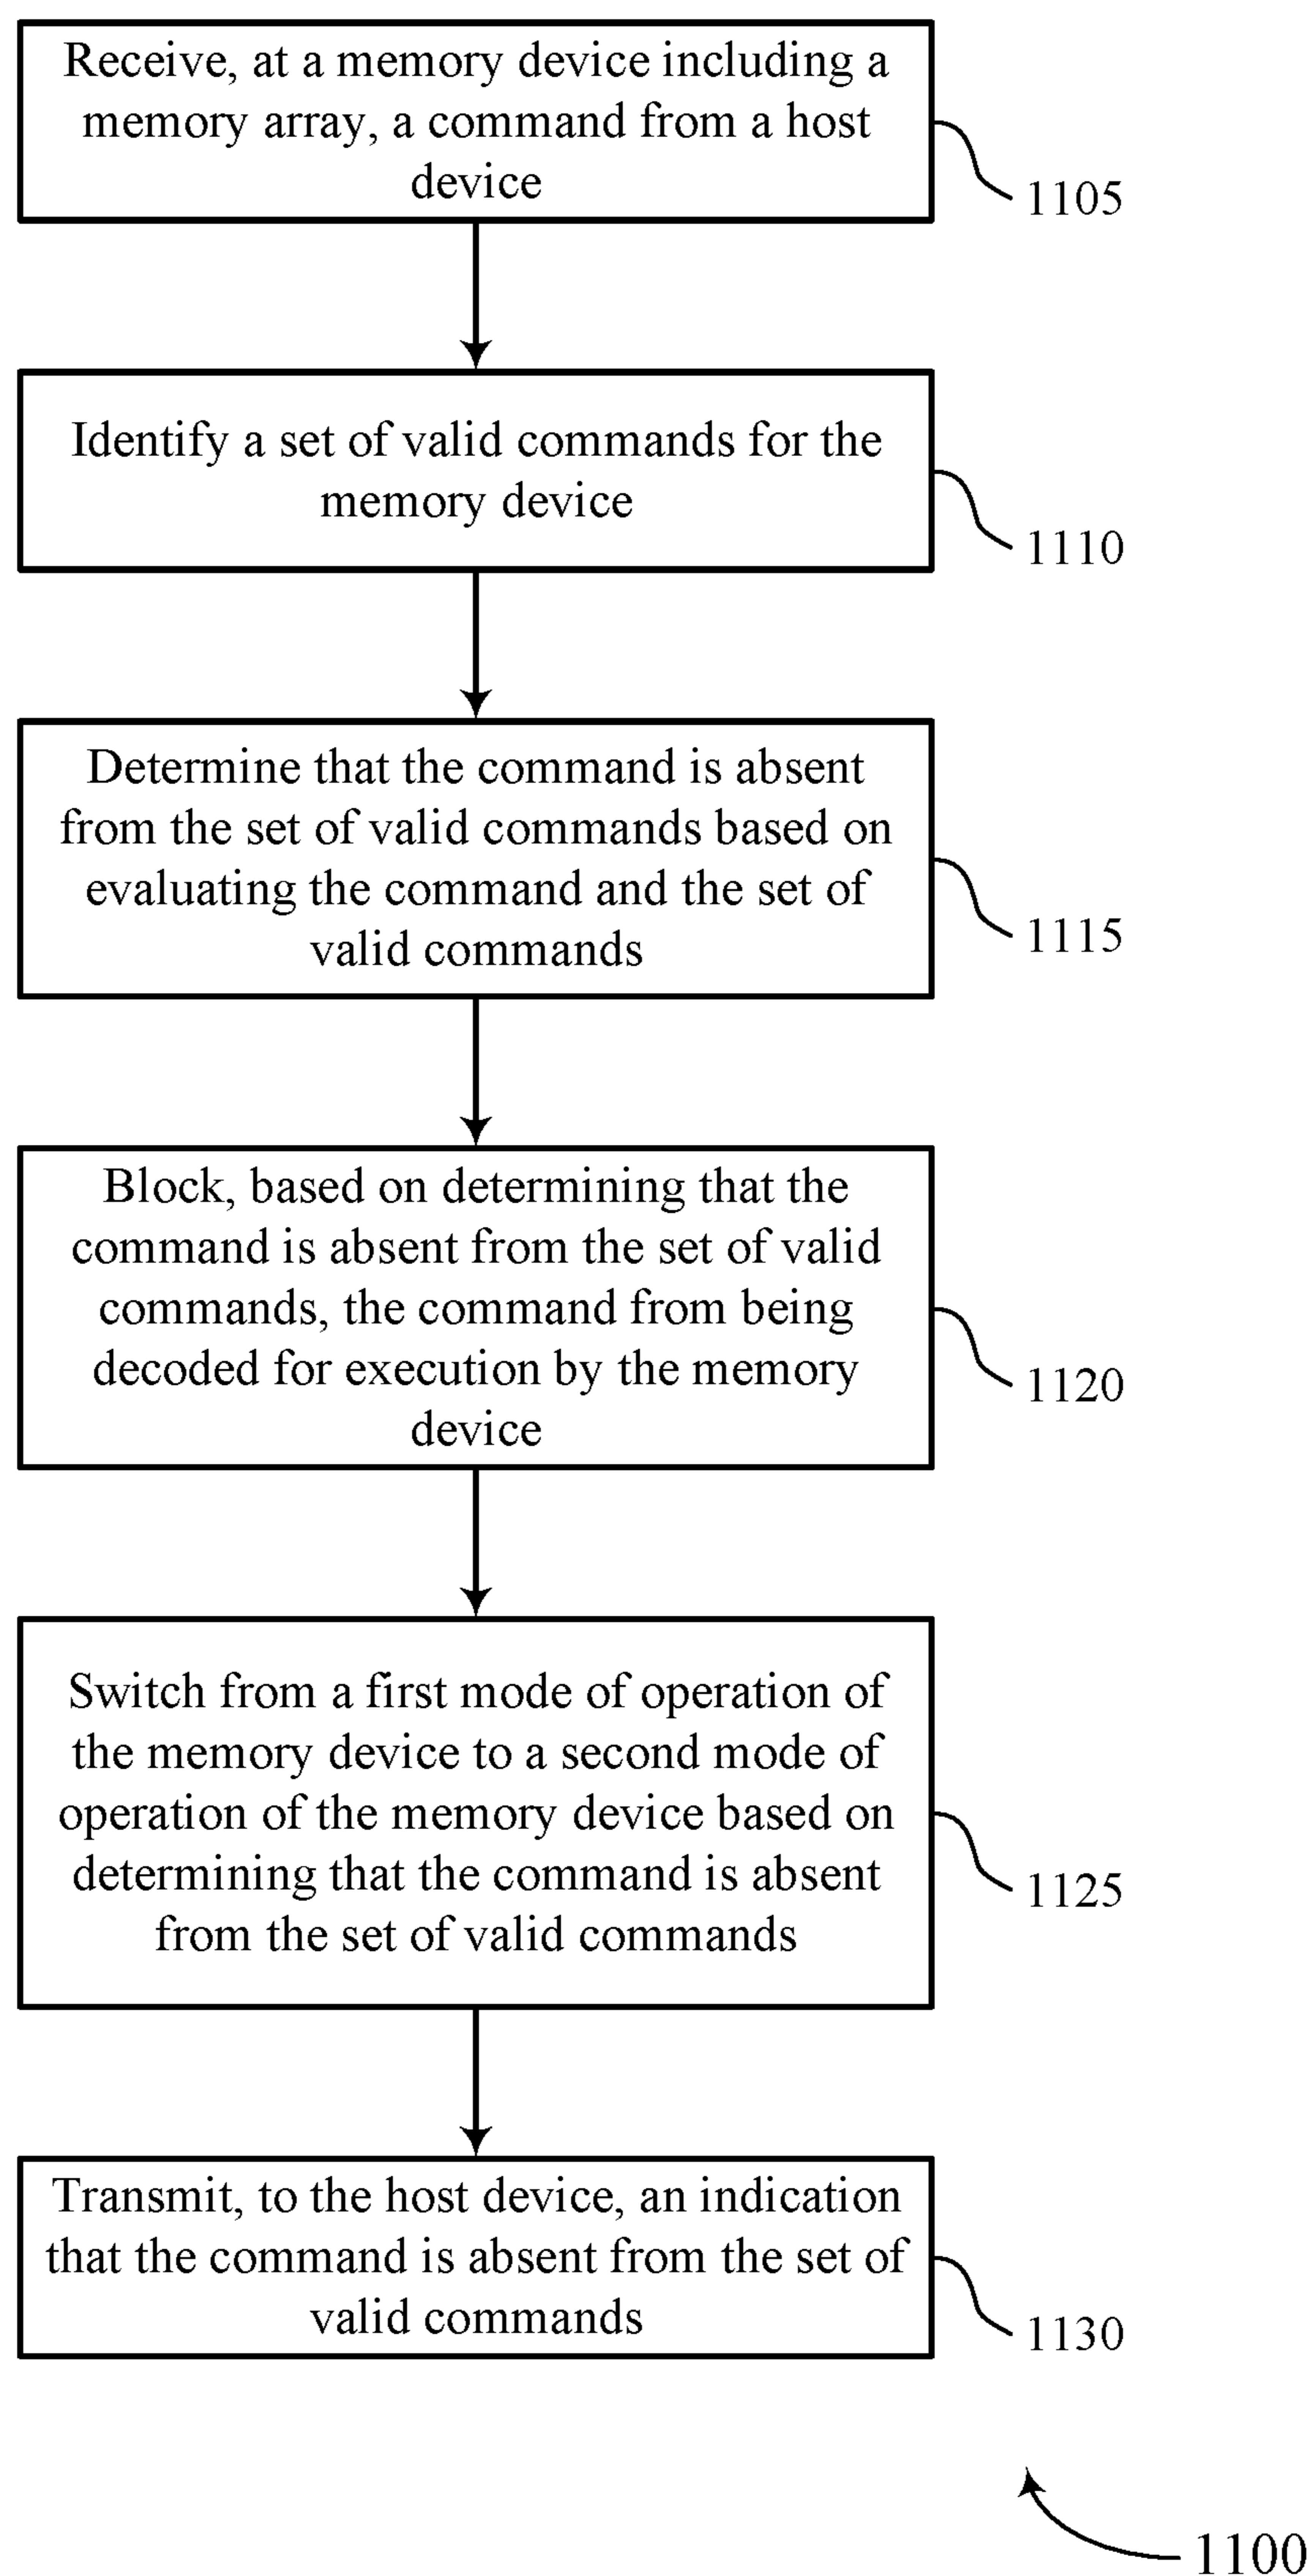 Receive, at a memory device including a
memory array, a command from a host
device
1105
Identify a set of valid commands for the
memory device
1110
Determine that the command is absent
from the set of valid commands based on
evaluating the command and the set of
valid commands
1115
Block, based on determining that the
command is absent from the set of valid
commands, the command from being
decoded for execution by the memory
device
1120
Switch from a first mode of operation of
the memory device to a second mode of
operation of the memory device based on
determining that the command is absent
from the set of valid commands
1125
Transmit, to the host device, an indication
that the command is absent from the set of
valid commands
1130
1100